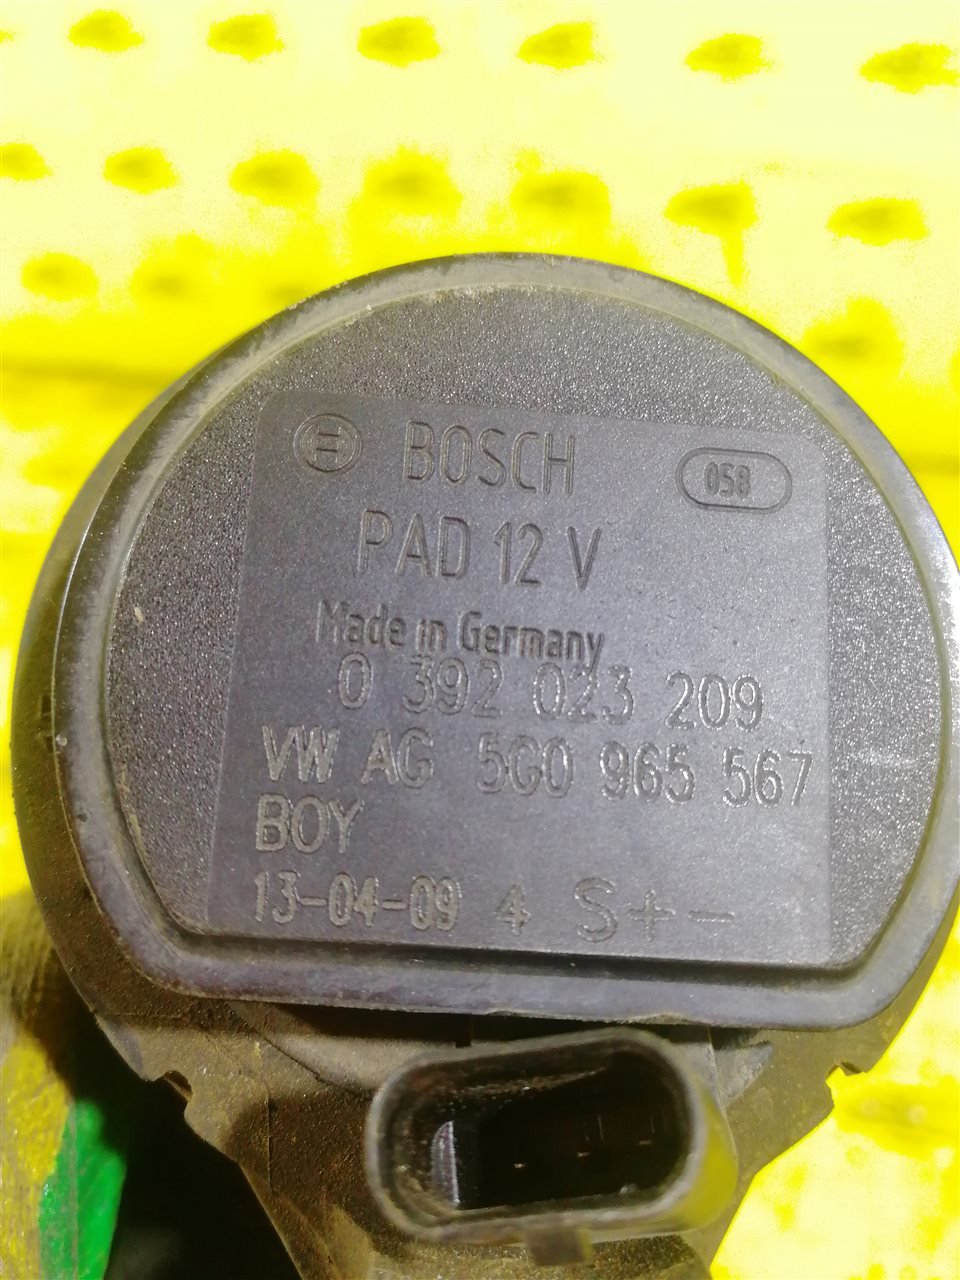 BOSCH 058
PAD 12 V
Made in Germany
0 392 023 209
VW AG 5G0 965 567
BOY
13-04-09 4 S+-